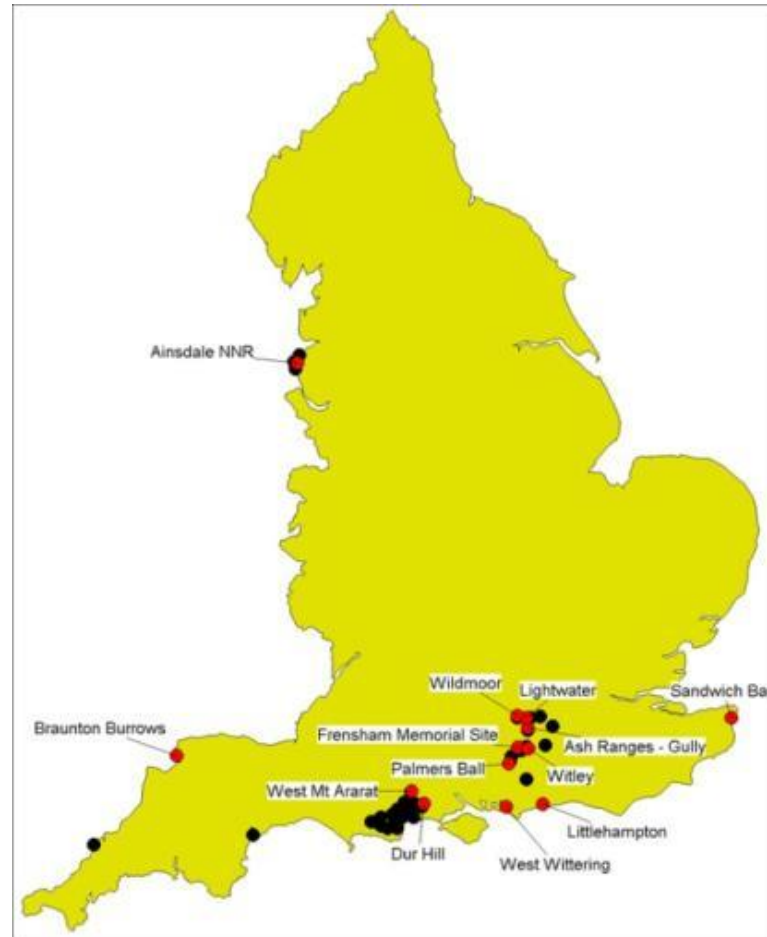 Ainsdale NNR
Wildmoor
Lightwater
Sandwich Ba
Braunton Burrows
Frensham Memorial Site
Ash Ranges - Gully
Palmers Ball
Witley
West Mt Ararat
Littlehampton
Dur Hill
West Wittering